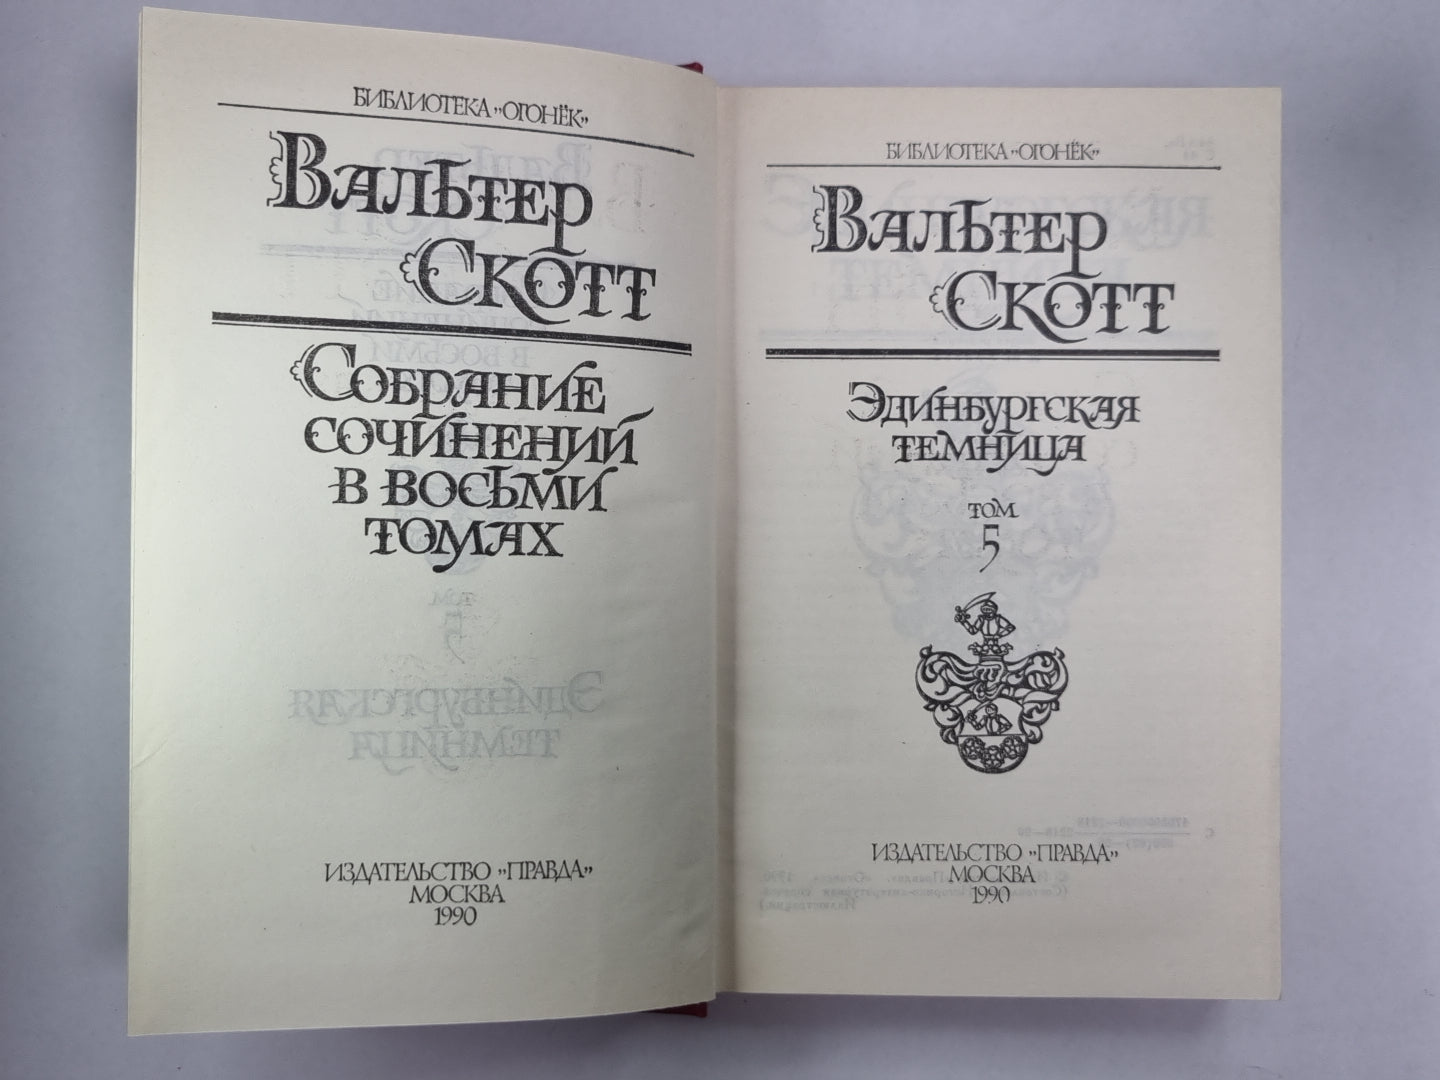 БИБЛИОТЕКА „ОГОНЁК"
ВАЛЬТЕР
СКОТТ
СОБРАНИЕ
СОЧИНЕНИЙ
В ВОСЬМИ
ТОМАХ
ИЗДАТЕЛЬСТВО „ПРАВДА"
МОСКВА
1990
БИБЛИОТЕКА „ОГОНЁК"
ВАЛЬТЕР
СКОТТ
ЭДИНБУРГСКАЯ
ТЕМНИЦА
ТОМ
5
ИЗДАТЕЛЬСТВО „ПРАВДА"
МОСКВА
1990